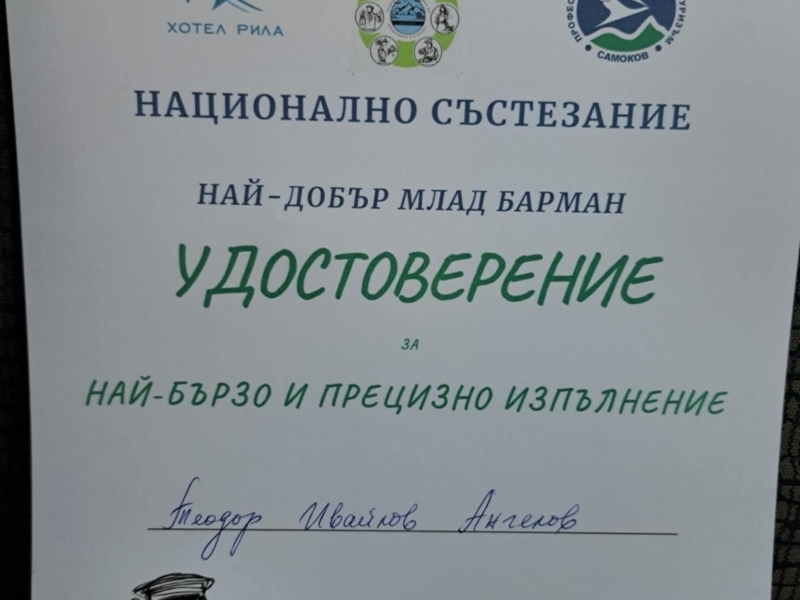 ХОТЕЛ РИЛА
САМОКОВ
НАЦИОНАЛНО СЪСТЕЗАНИЕ
НАЙ-ДОБЪР МЛАД БАРМАН
УДОСТОВЕРЕНИЕ
ЗА
НАЙ-БЪРЗО И ПРЕЦИЗНО ИЗПЪЛНЕНИЕ
Теодор Ивайлов Ангелов